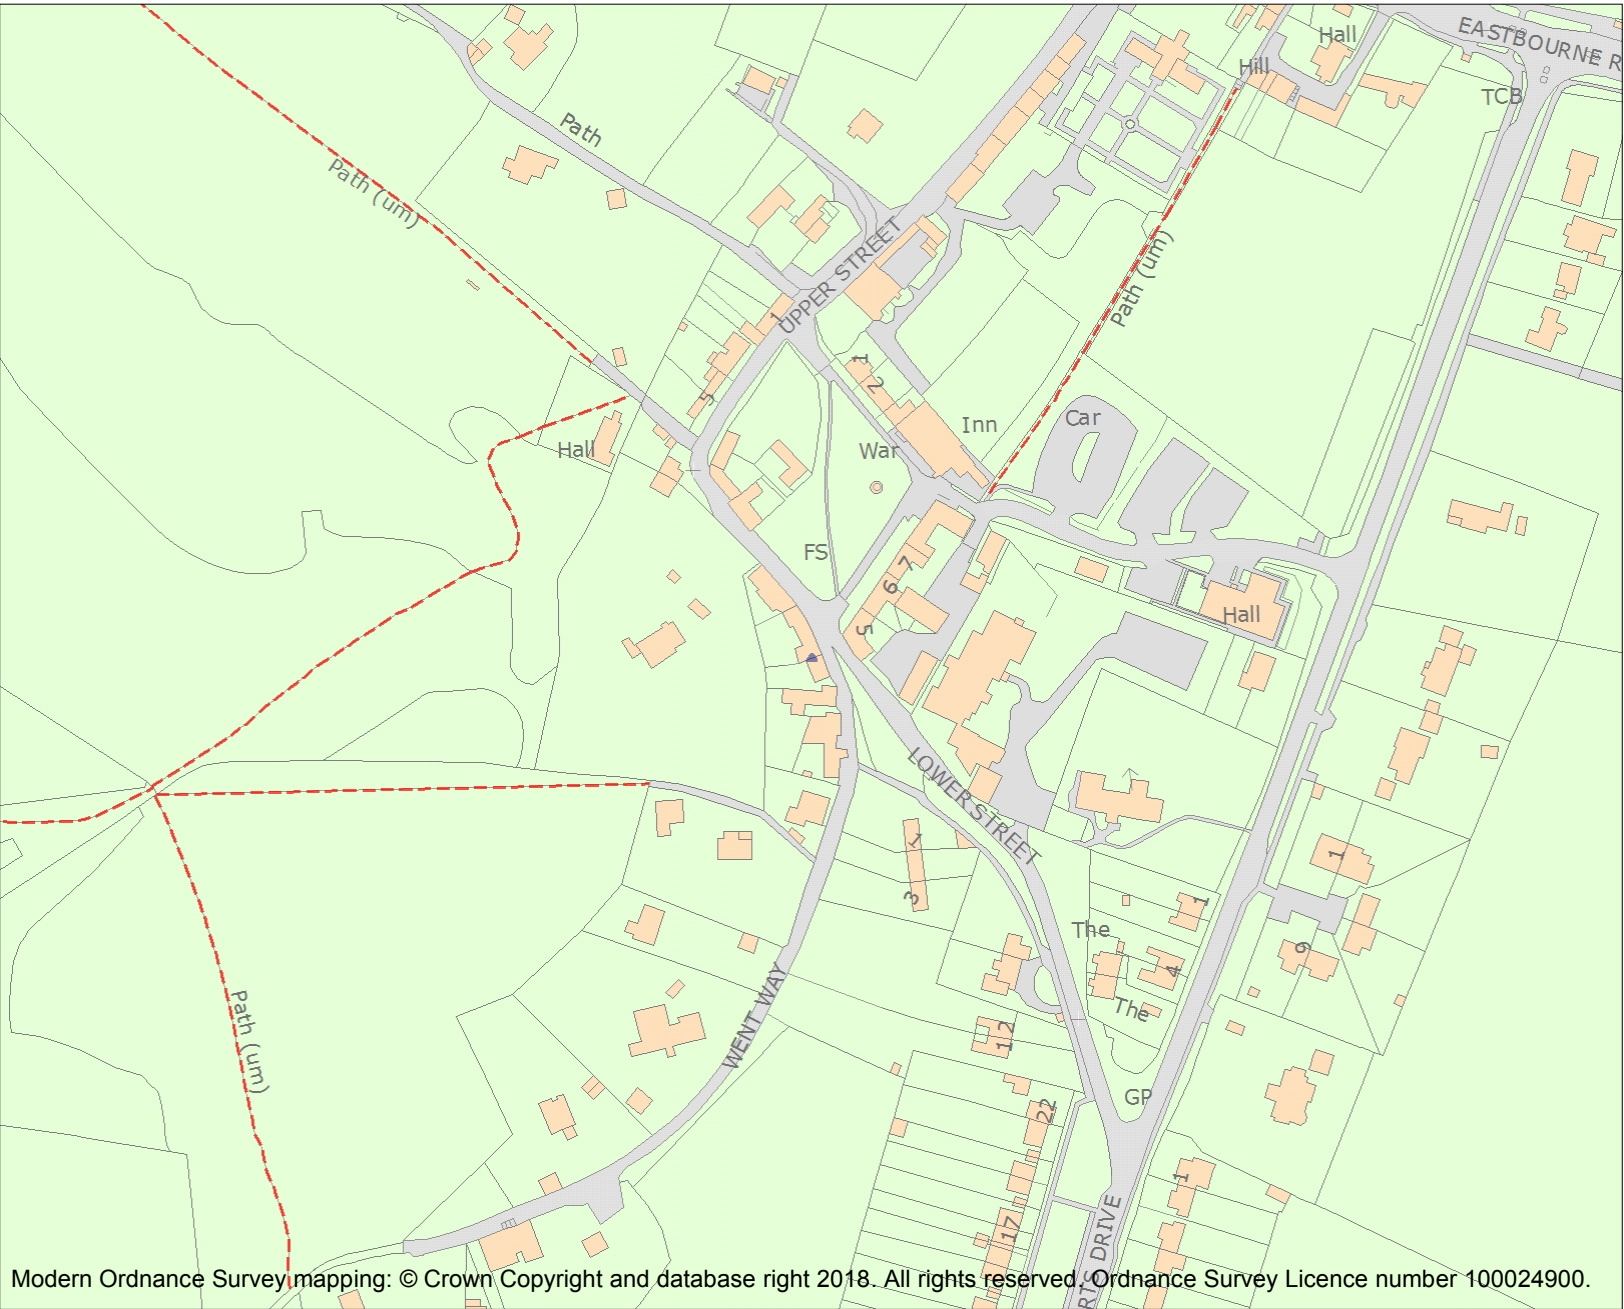 EASTBOURNE R
Hall
Hill
TCB
Path
Path (um)
UPPER STREET
Path (um)
1
1
2
5
Inn
Car
War
Hall
FS
7
6
5
Hall
LOWER STREET
1
3
1
The
1
4
6
The
Path (um)
WENT WAY
12
22
GP
1
17
RTS DRIVE
Modern Ordnance Survey mapping: © Crown Copyright and database right 2018. All rights reserved. Ordnance Survey Licence number 100024900.